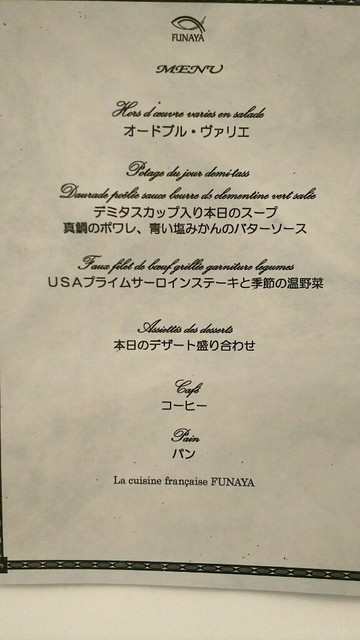 FUNAYA
MENU
Hors d'œuvre varies en salade
オードブル・ヴァリエ
Potage du jour demi-tass
Daurade poêlée sauce beurre ds clementine vert salée
デミタスカップ入り本日のスープ
真鯛のポワレ、青い塩みかんのバターソース
Faux filet de bœuf grillée garniture legumes
USAプライムサーロインステーキと季節の温野菜
Assiettes des desserts
本日のデザート盛り合わせ
Café
コーヒー
Pain
パン
La cuisine française FUNAYA